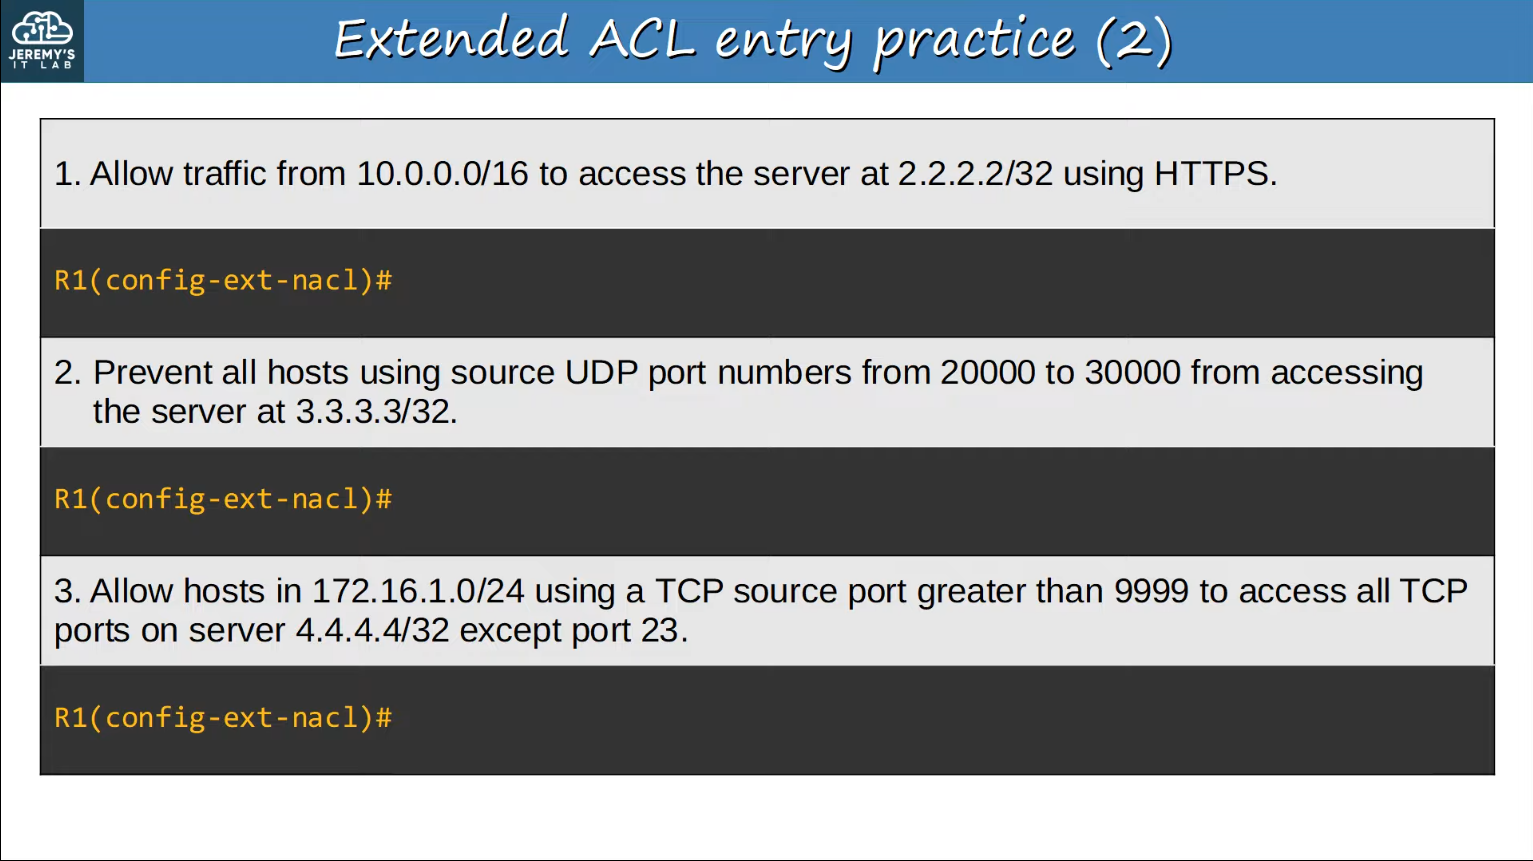 JEREMY'S
IT LAB
Extended ACL entry practice (2)
1. Allow traffic from 10.0.0.0/16 to access the server at 2.2.2.2/32 using HTTPS.
R1(config-ext-nacl)#
2. Prevent all hosts using source UDP port numbers from 20000 to 30000 from accessing
the server at 3.3.3.3/32.
R1(config-ext-nacl)#
3. Allow hosts in 172.16.1.0/24 using a TCP source port greater than 9999 to access all TCP
ports on server 4.4.4.4/32 except port 23.
R1(config-ext-nacl)#